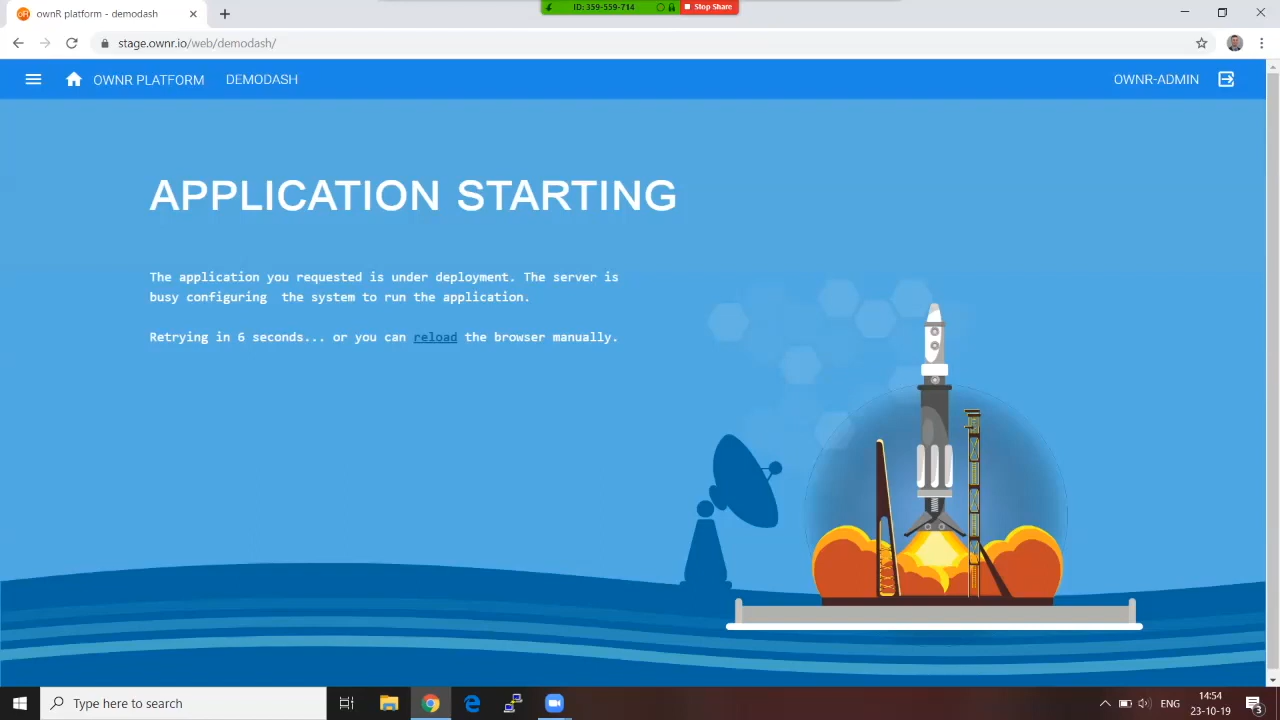 ownR platform - demodash
ID: 359-559-714
Stop Share
stage.ownr.io/web/demodash/
OWNR PLATFORM
DEMODASH
OWNR-ADMIN
APPLICATION STARTING
The application you requested is under deployment. The server is
busy configuring the system to run the application.
Retrying in 6 seconds... or you can reload the browser manually.
Type here to search
ENG
14:54
23-10-19
3